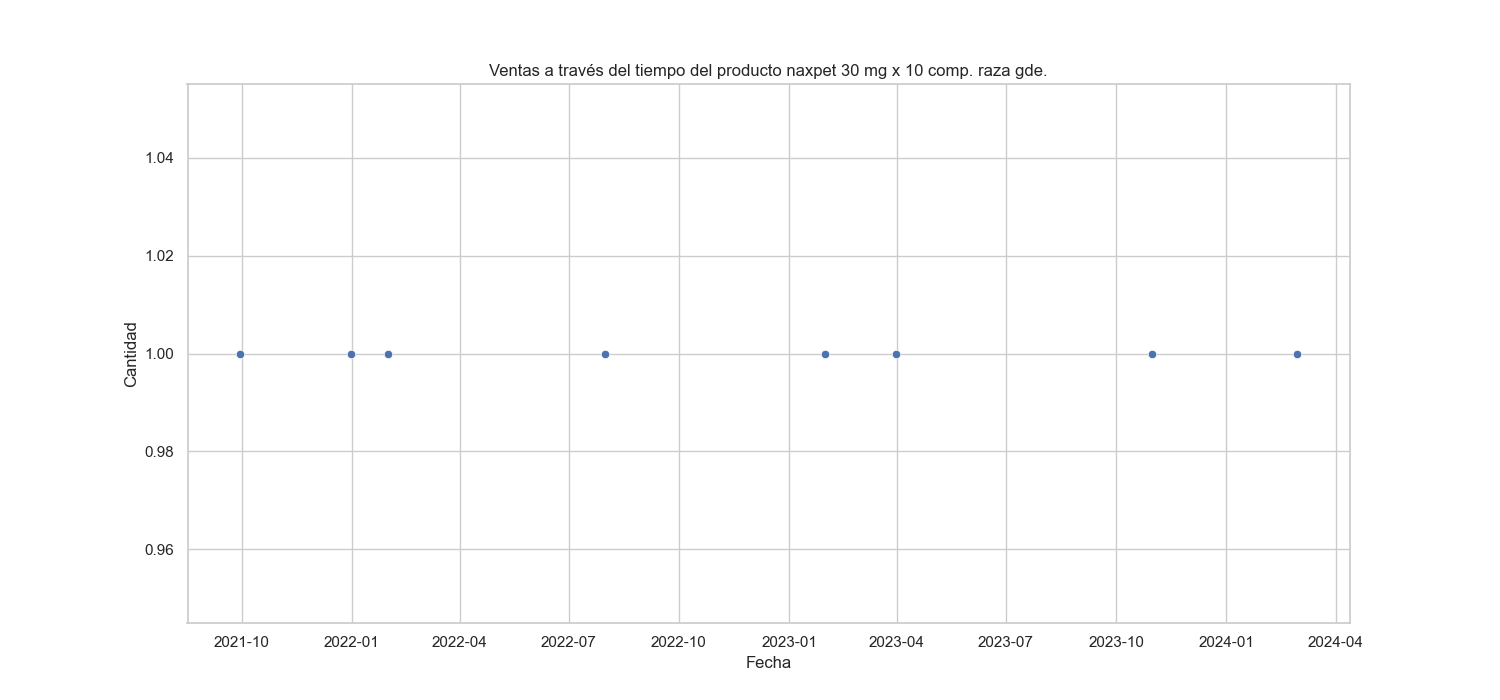 Ventas a través del tiempo del producto naxpet 30 mg x 10 comp. raza gde.
1.04
1.02
1.00
0.98
0.96
Cantidad
2021-10 2022-01 2022-04 2022-07 2022-10 2023-01 2023-04 2023-07 2023-10 2024-01 2024-04
Fecha